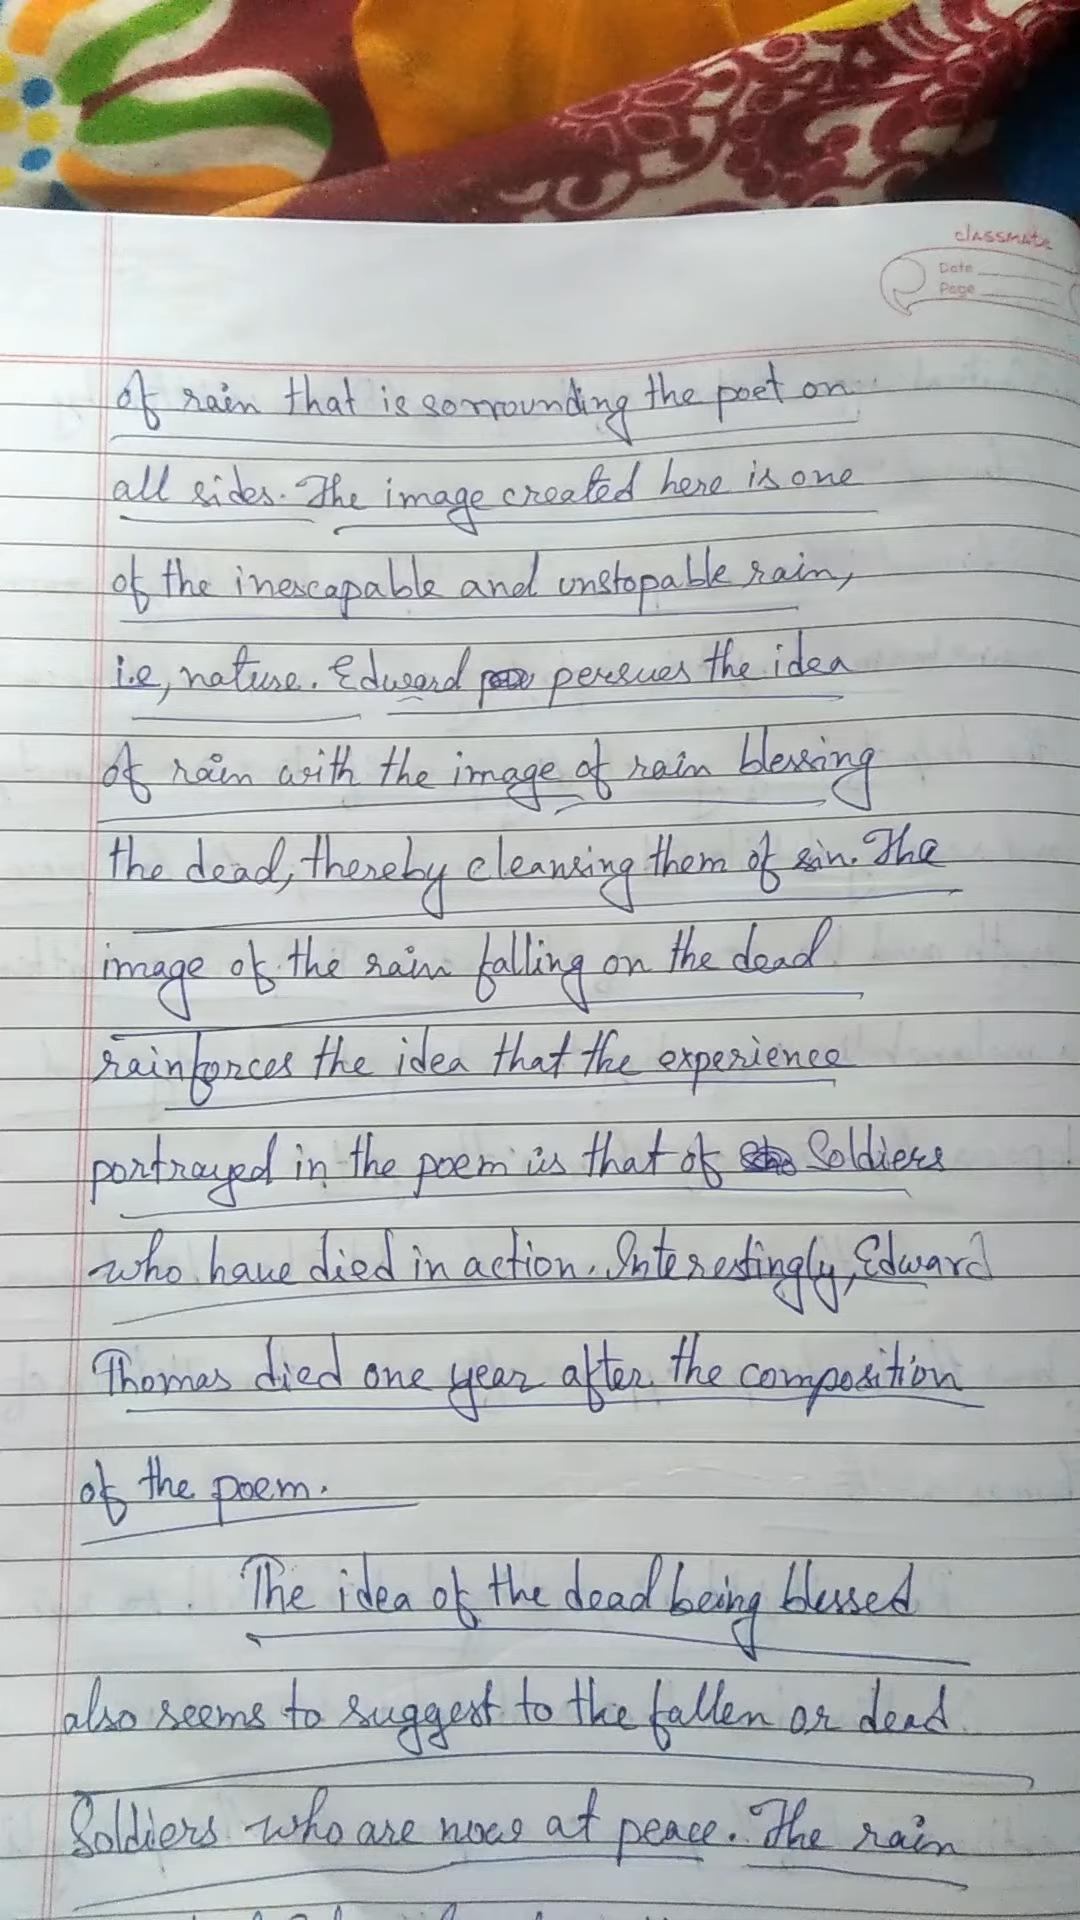 classmate
Date
Page
of rain that is sorrounding the poet on
all sides. The image created here is one
of the inescapable and unstopable rain,
i.e, nature. Edward persues the idea
of rain with the image of rain blessing
the dead, thereby cleansing them of sin. The
image of the rain falling on the dead
rainforces the idea that the experience
portrayed in the poem is that of Soldiers
who have died in action. Interestingly, Edward
Thomas died one year after the composition
of the poem.
The idea of the dead being blessed
also seems to suggest to the fallen or dead
Soldiers who are now at peace. The rain